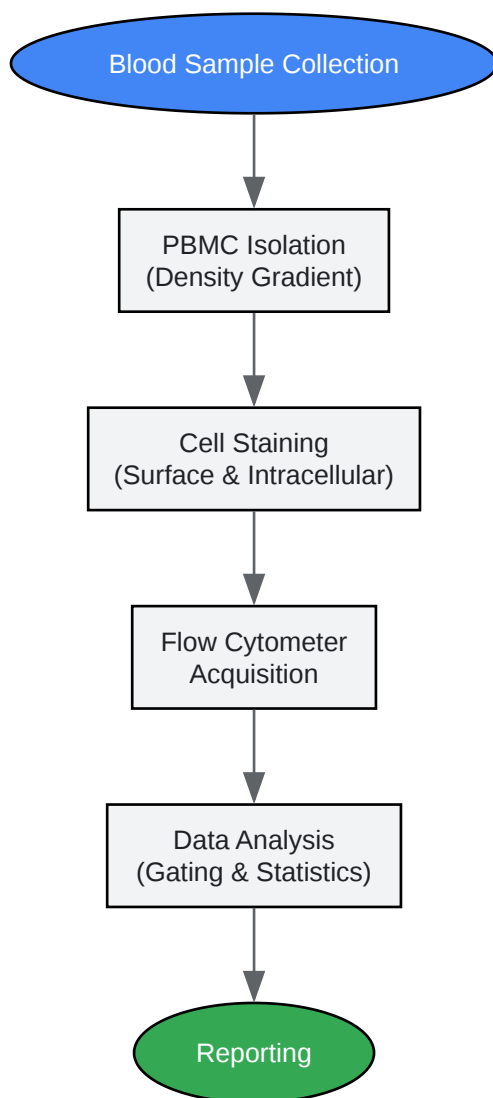 Blood Sample Collection
PBMC Isolation
(Density Gradient)
Cell Staining
(Surface & Intracellular)
Flow Cytometer
Acquisition
Data Analysis
(Gating & Statistics)
Reporting